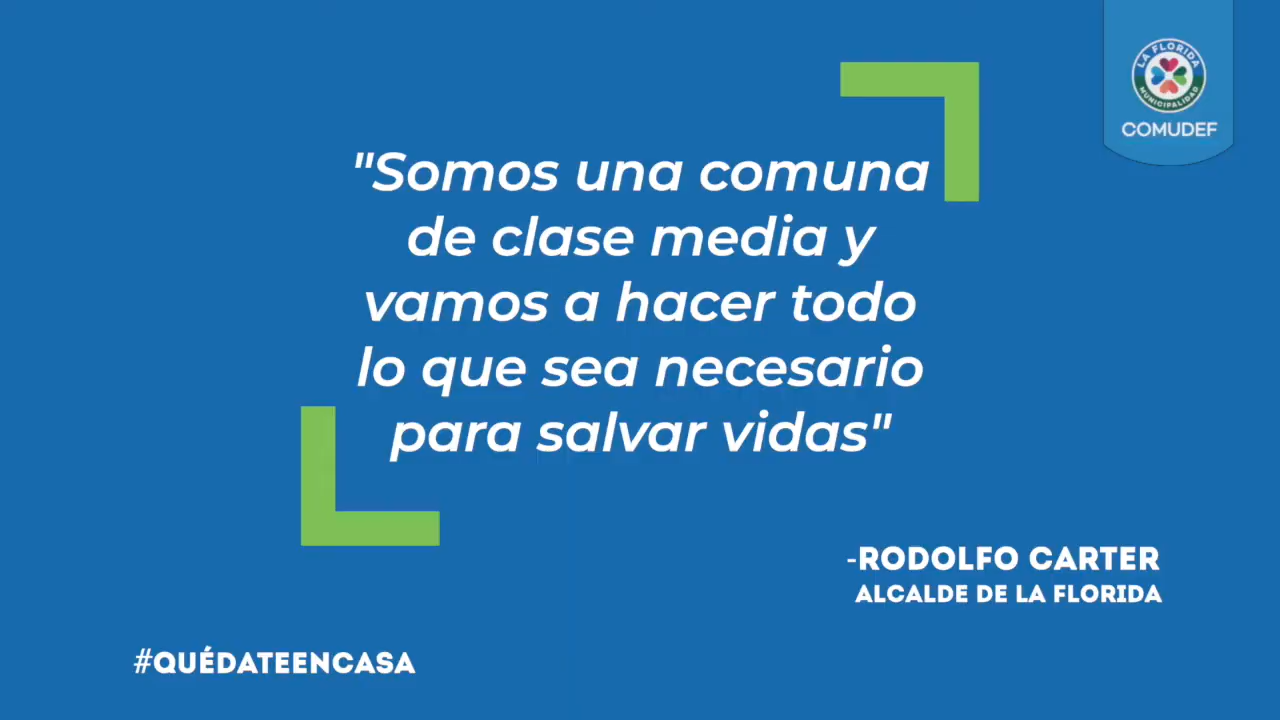 LA FLORIDA
MUNICIPALIDAD
COMUDEF
"Somos una comuna
de clase media y
vamos a hacer todo
lo que sea necesario
para salvar vidas"
-RODOLFO CARTER
ALCALDE DE LA FLORIDA
#QUÉDATEENCASA